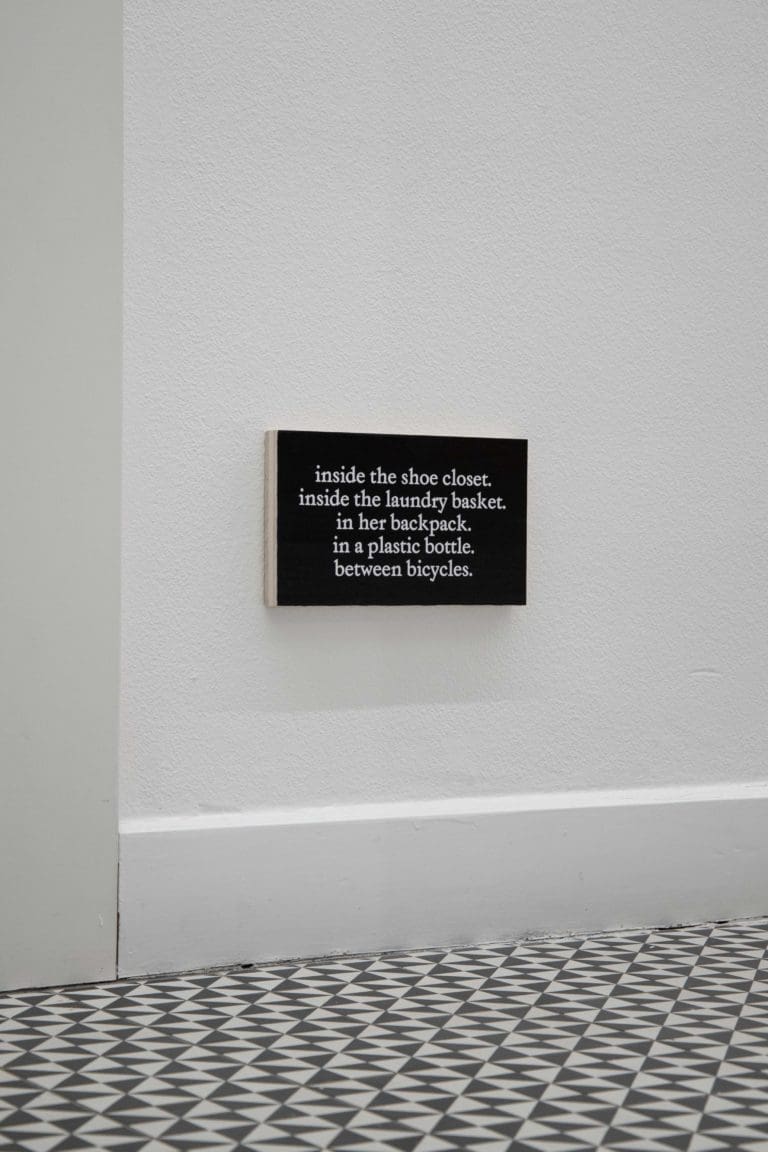 inside the shoe closet.
inside the laundry basket.
in her backpack.
in a plastic bottle.
between bicycles.